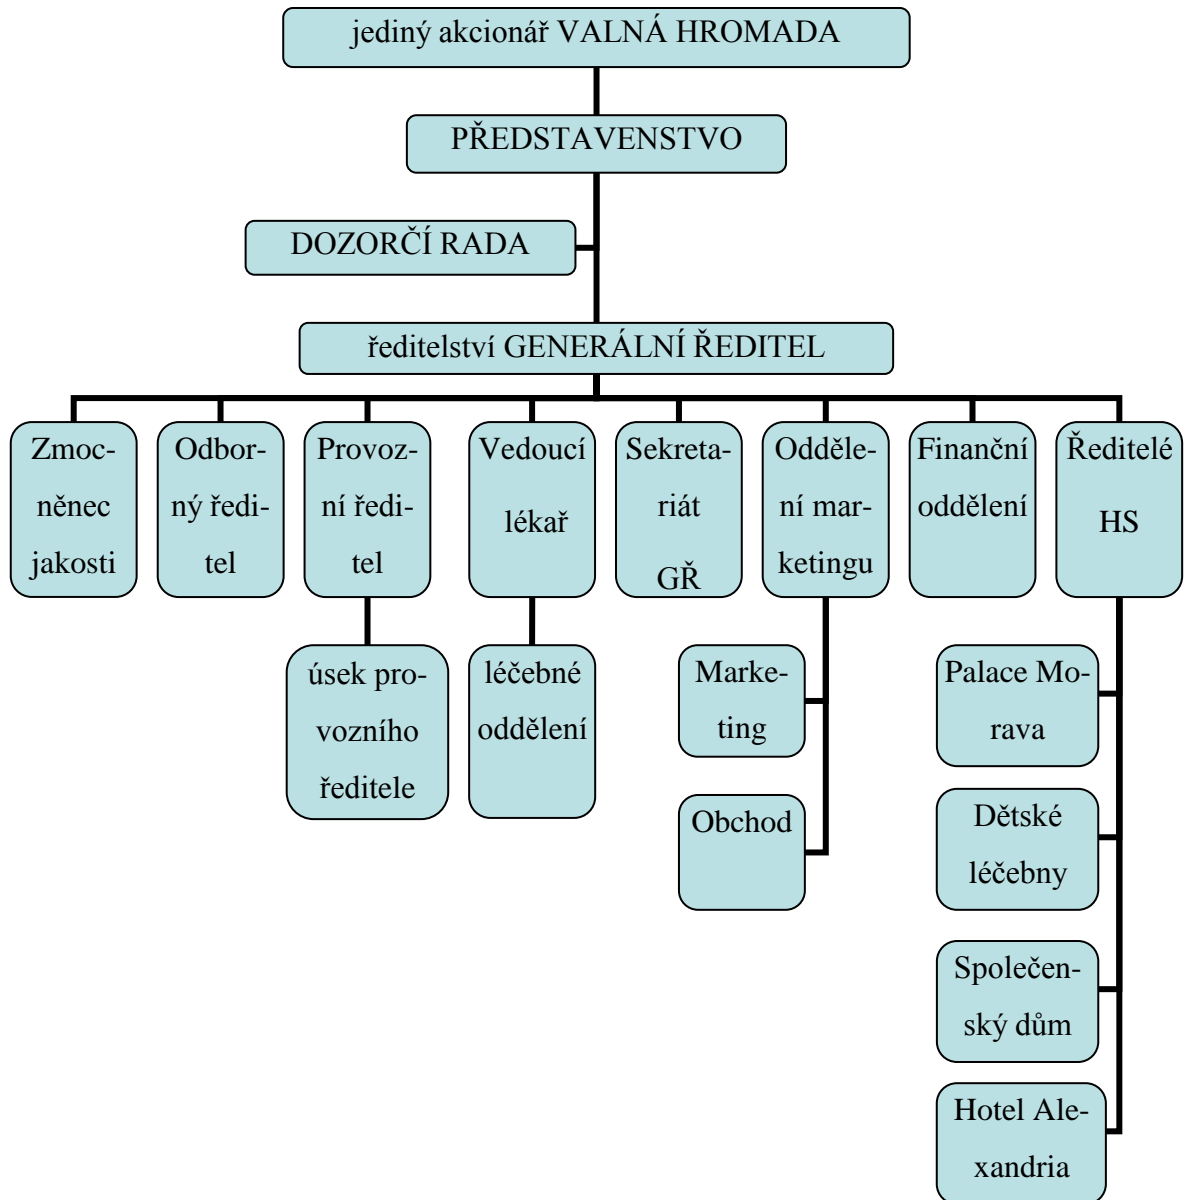 jediný akcionář VALNÁ HROMADA
PŘEDSTAVENSTVO
DOZORČÍ RADA
ředitelství GENERÁLNÍ ŘEDITEL
Zmoc-
něnec
jakosti
Odbor-
ný ředi-
tel
Provoz-
ní ředi-
tel
Vedoucí
lékař
Sekreta-
riát
GŘ
Odděle-
ní mar-
ketingu
Finanční
oddělení
Ředitelé
HS
úsek pro-
vozního
ředitele
léčebné
oddělení
Marke-
ting
Obchod
Palace Mo-
rava
Dětské
léčebny
Společen-
ský dům
Hotel Ale-
xandria